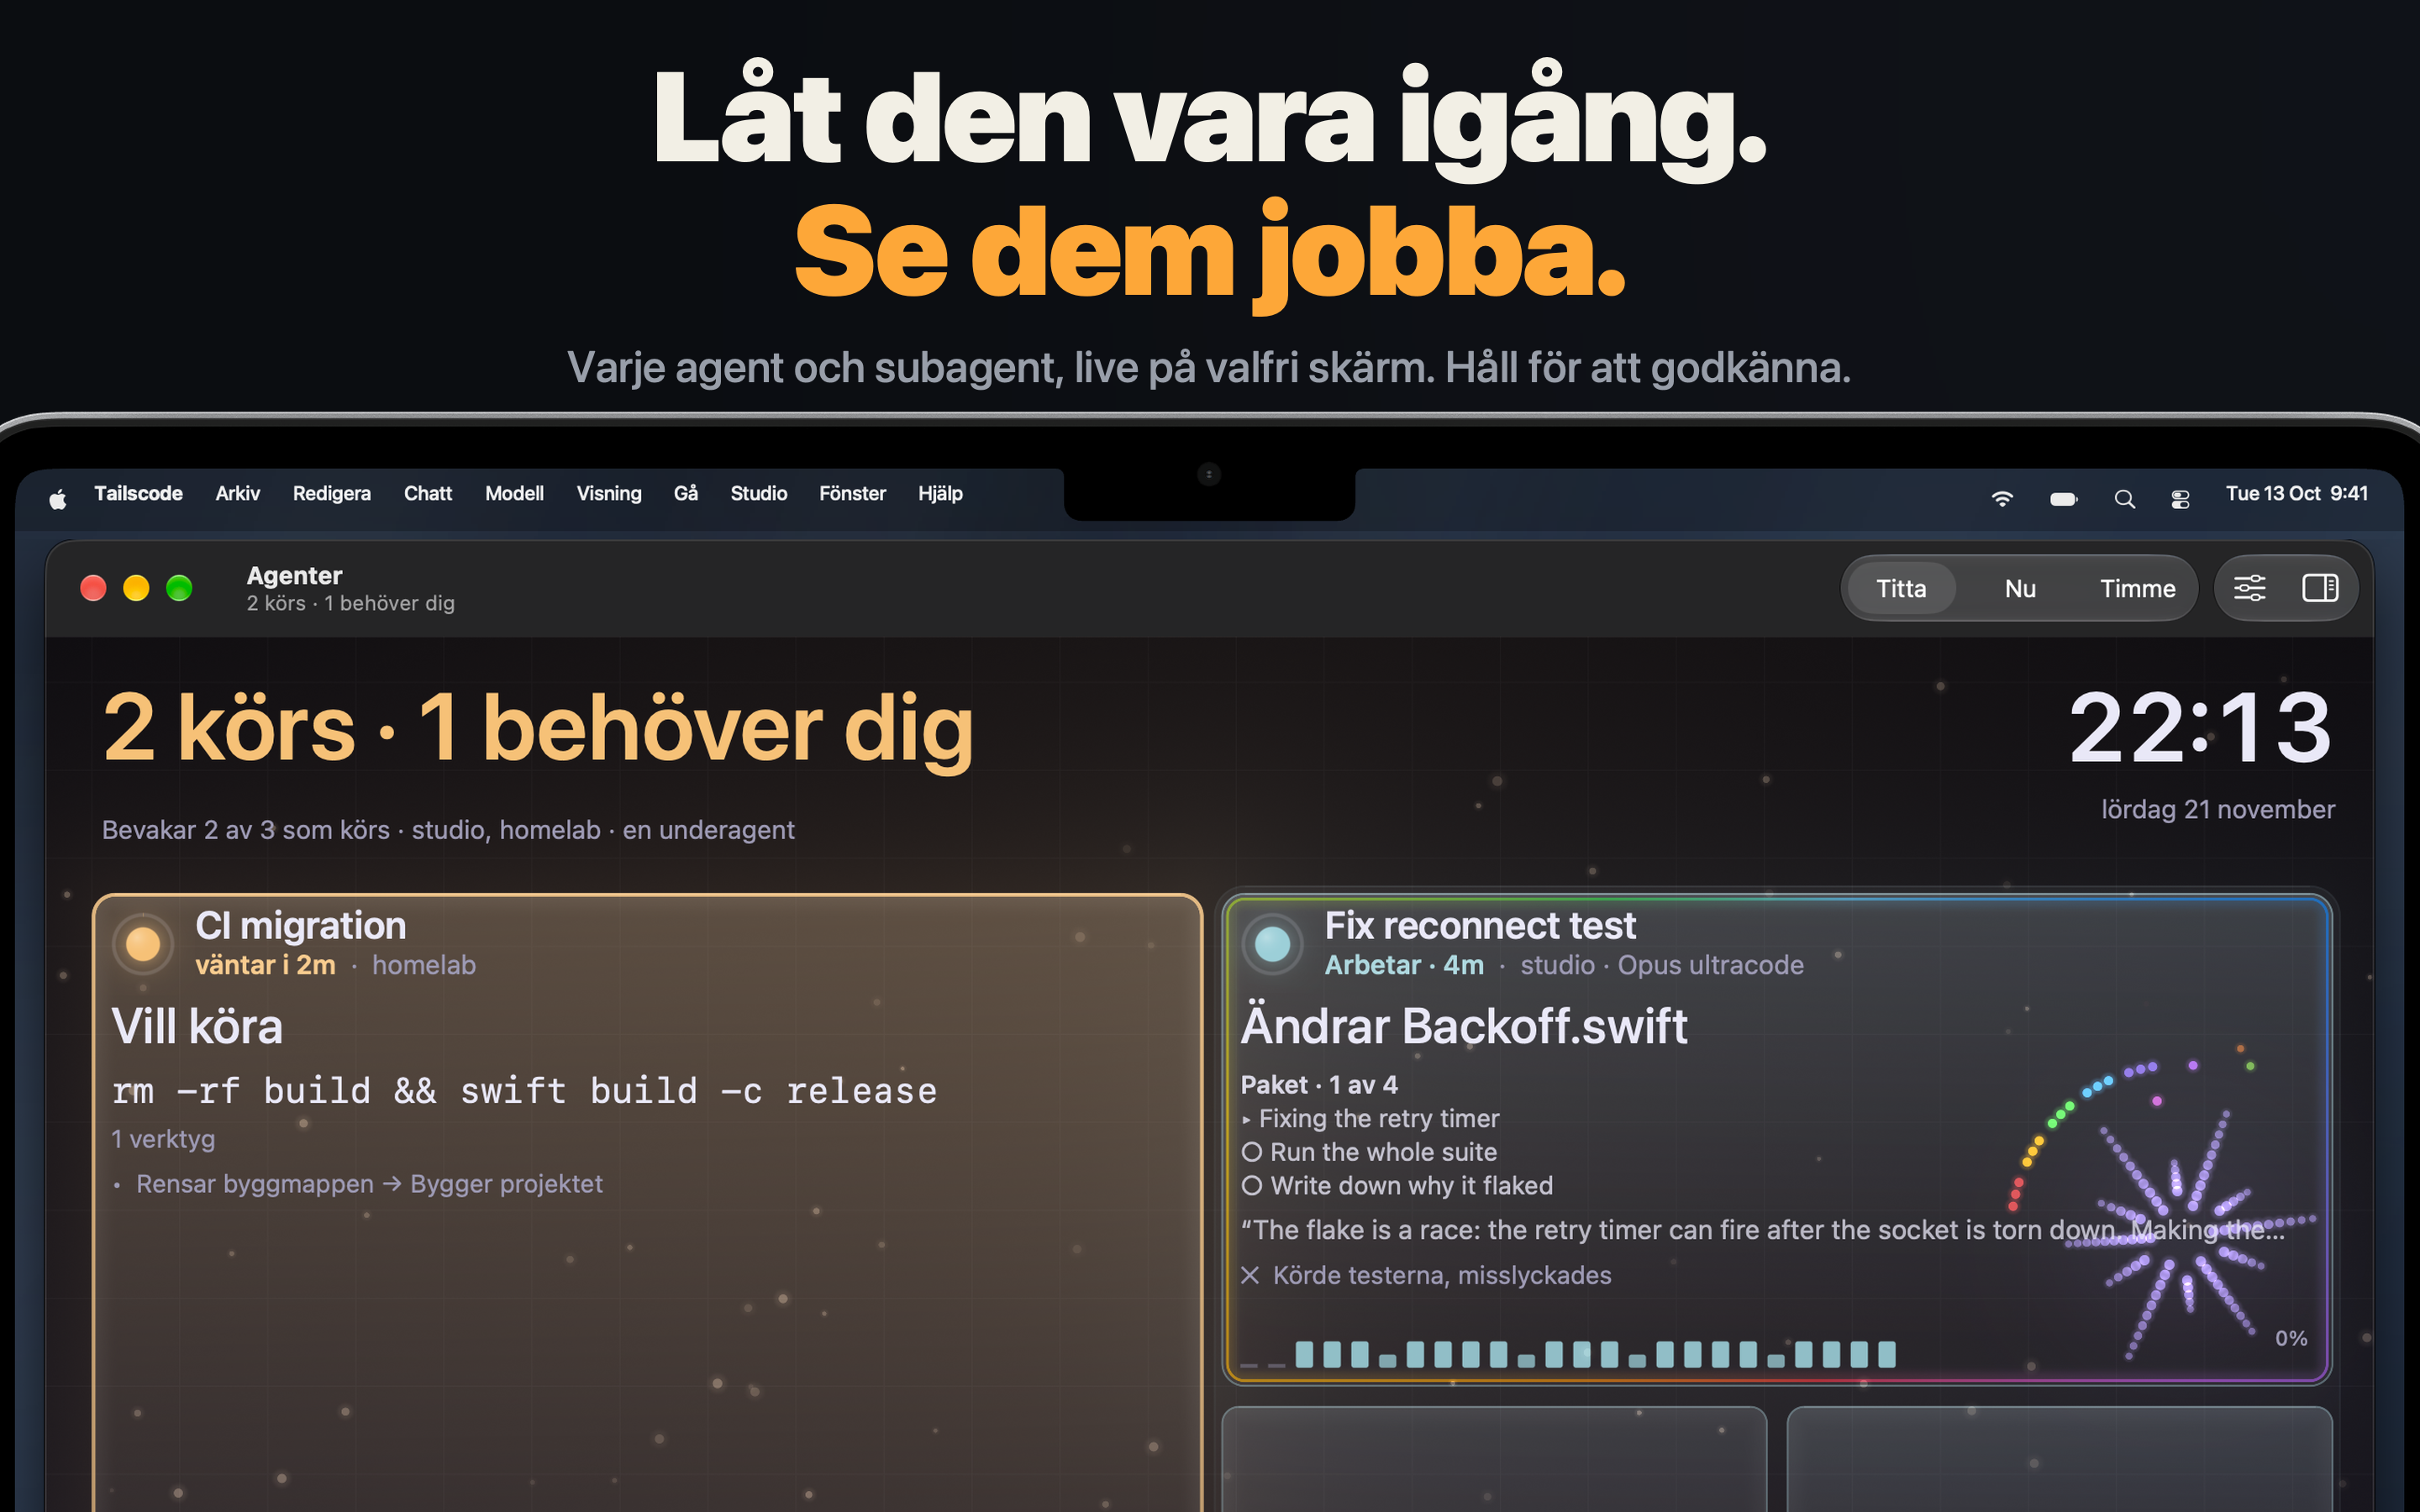 Låt den vara igång.
Se dem jobba.
Varje agent och subagent, live på valfri skärm. Håll för att godkänna.
Tailscode Arkiv Redigera Chatt Modell Visning Gå Studio Fönster Hjälp Tue 13 Oct 9:41
Agenter
2 körs · 1 behöver dig
Titta Nu Timme
2 körs · 1 behöver dig
22:13
lördag 21 november
Bevakar 2 av 3 som körs · studio, homelab · en underagent
CI migration
väntar i 2m · homelab
Vill köra
rm -rf build && swift build -c release
1 verktyg
• Rensar byggmappen → Bygger projektet
Fix reconnect test
Arbetar · 4m · studio · Opus ultracode
Ändrar Backoff.swift
Paket · 1 av 4
▸ Fixing the retry timer
○ Run the whole suite
○ Write down why it flaked
“The flake is a race: the retry timer can fire after the socket is torn down. Making the…
× Körde testerna, misslyckades
0%